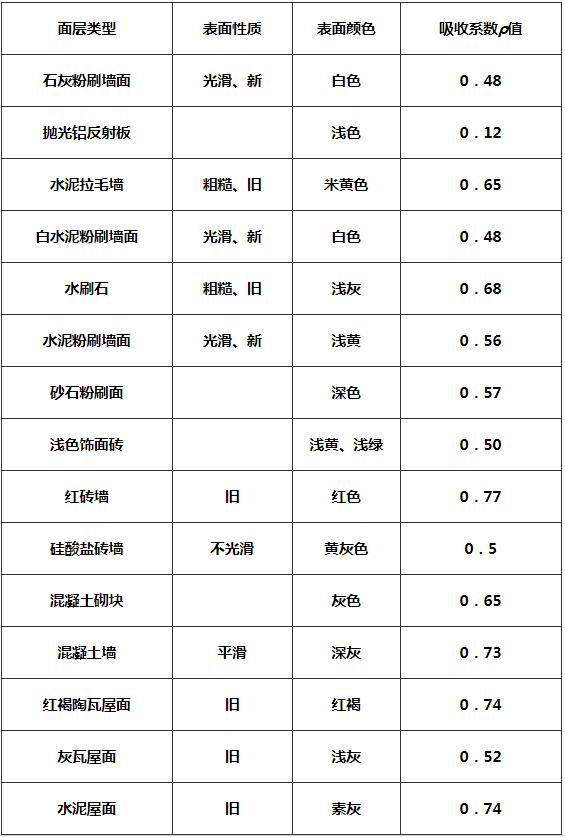 面层类型 表面性质 表面颜色 吸收系数ρ值
石灰粉刷墙面 光滑、新 白色 0．48
抛光铝反射板 浅色 0．12
水泥拉毛墙 粗糙、旧 米黄色 0．65
白水泥粉刷墙面 光滑、新 白色 0．48
水刷石 粗糙、旧 浅灰 0．68
水泥粉刷墙面 光滑、新 浅黄 0．56
砂石粉刷面 深色 0．57
浅色饰面砖 浅黄、浅绿 0．50
红砖墙 旧 红色 0．77
硅酸盐砖墙 不光滑 黄灰色 0．5
混凝土砌块 灰色 0．65
混凝土墙 平滑 深灰 0．73
红褐陶瓦屋面 旧 红褐 0．74
灰瓦屋面 旧 浅灰 0．52
水泥屋面 旧 素灰 0．74